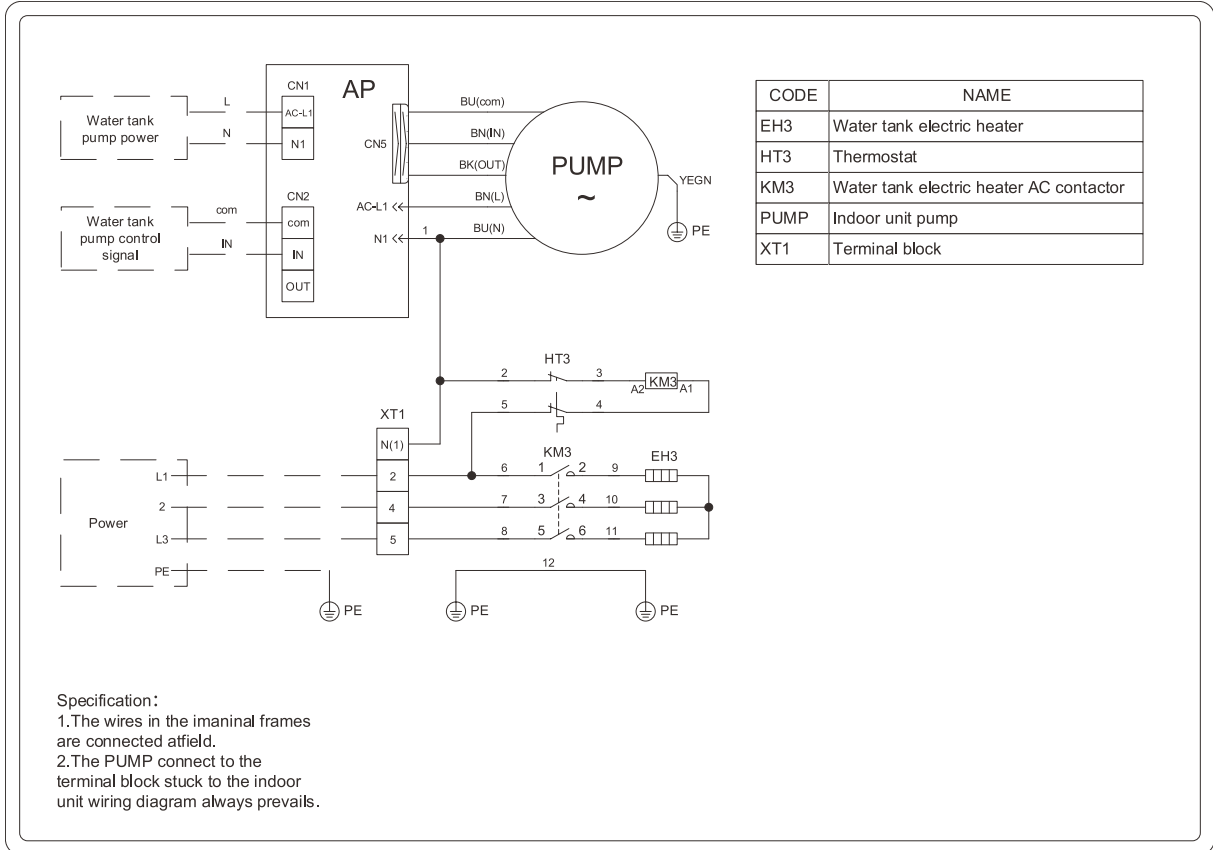 AP
CN1
Water tank
pump power
L
N
AC-L1
N1
CN5
BU(com)
BN(IN)
BK(OUT)
BN(L)
BU(N)
AC-L1
N1
1
PUMP
~
YEGN
PE
Water tank
pump control
signal
com
IN
CN2
com
IN
OUT
CODE NAME
EH3 Water tank electric heater
HT3 Thermostat
KM3 Water tank electric heater AC contactor
PUMP Indoor unit pump
XT1 Terminal block
HT3
2 3 A2 KM3 A1
5 4
XT1
N(1)
2
4
5
KM3
EH3
6 1 2 9
7 3 4 10
8 5 6 11
12
Power
L1
2
L3
PE
PE
PE
PE
Specification:
1.The wires in the imaninal frames
are connected atfield.
2.The PUMP connect to the
terminal block stuck to the indoor
unit wiring diagram always prevails.